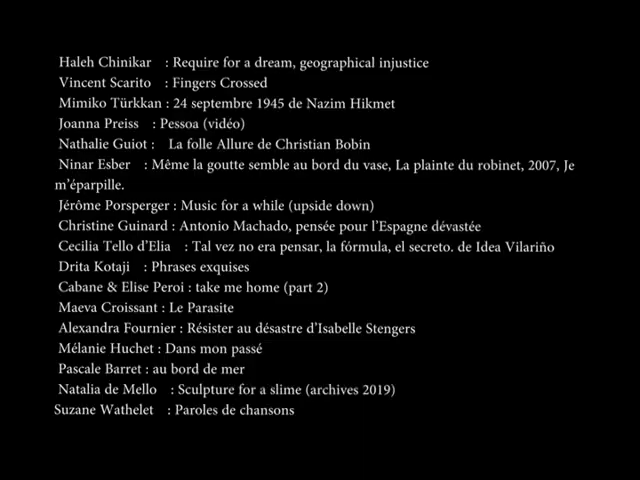 Haleh Chinikar : Require for a dream, geographical injustice
Vincent Scarito : Fingers Crossed
Mimiko Türkkan : 24 septembre 1945 de Nazim Hikmet
Joanna Preiss : Pessoa (vidéo)
Nathalie Guiot : La folle Allure de Christian Bobin
Ninar Esber : Même la goutte semble au bord du vase, La plainte du robinet, 2007, Je
m'éparpille.
Jérôme Porsperger : Music for a while (upside down)
Christine Guinard : Antonio Machado, pensée pour l'Espagne dévastée
Cecilia Tello d'Elia : Tal vez no era pensar, la fórmula, el secreto. de Idea Vilariño
Drita Kotaji : Phrases exquises
Cabane & Elise Peroi : take me home (part 2)
Maeva Croissant : Le Parasite
Alexandra Fournier : Résister au désastre d'Isabelle Stengers
Mélanie Huchet : Dans mon passé
Pascale Barret : au bord de mer
Natalia de Mello : Sculpture for a slime (archives 2019)
Suzane Wathelet : Paroles de chansons